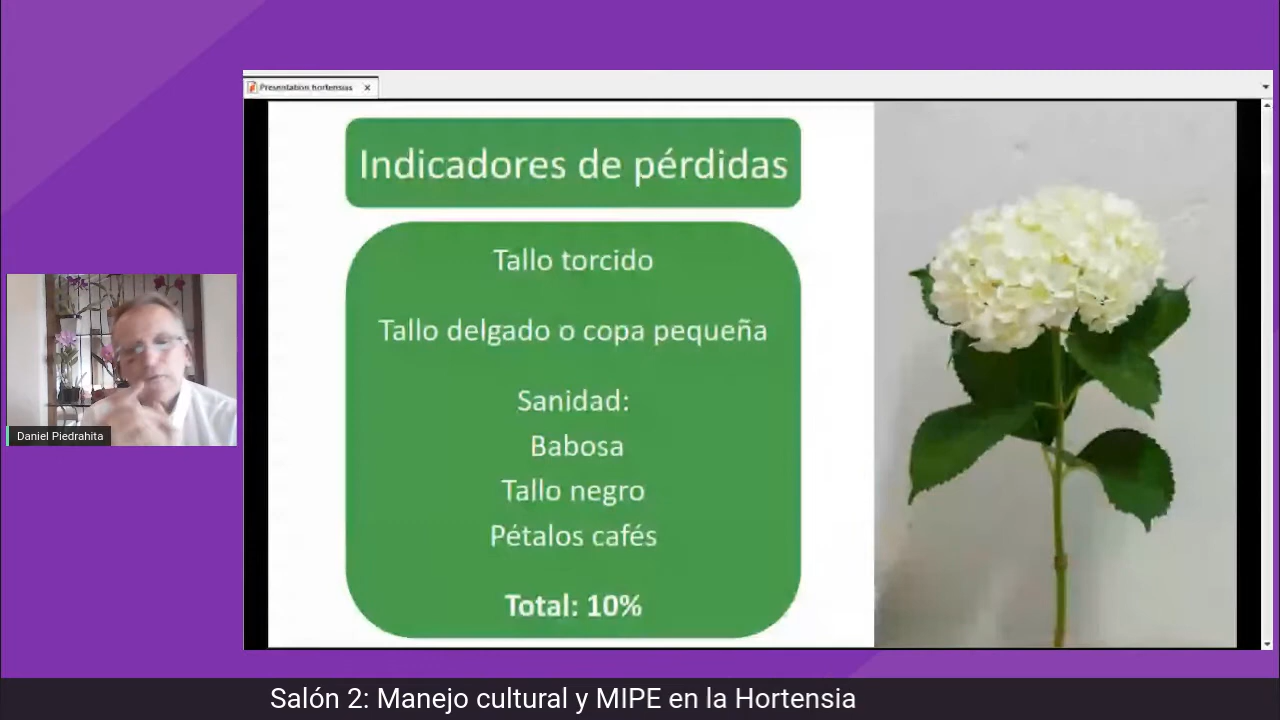 Presentation hortensias
Indicadores de pérdidas
Tallo torcido
Tallo delgado o copa pequeña
Sanidad:
Babosa
Tallo negro
Pétalos cafés
Total: 10%
Daniel Piedrahita
Salón 2: Manejo cultural y MIPE en la Hortensia